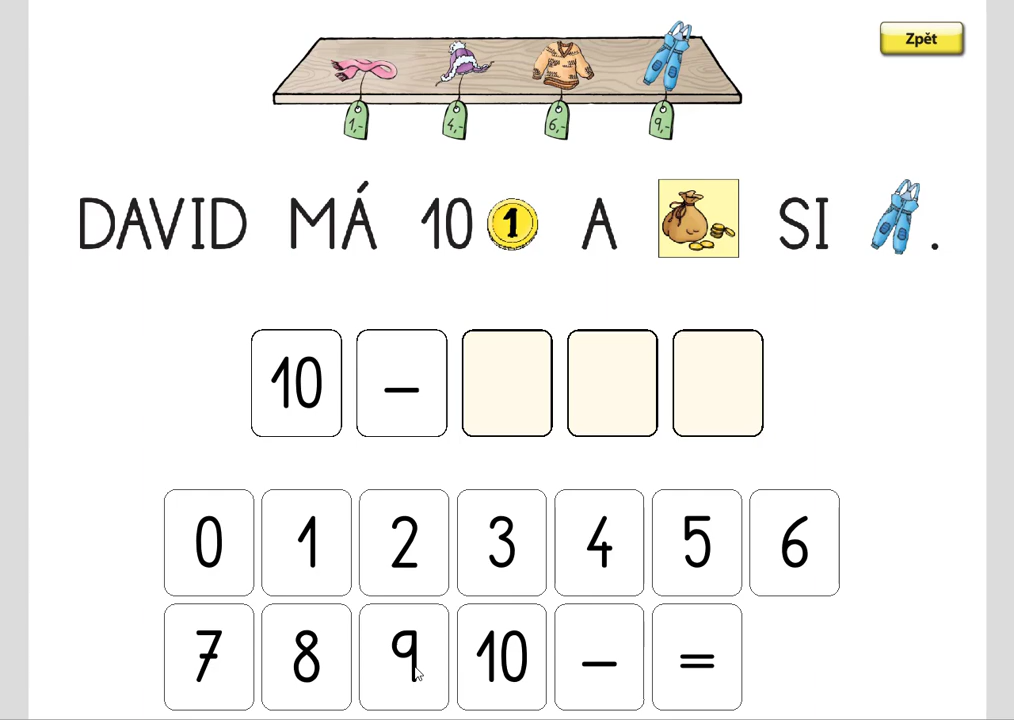 Zpět
1,- 4,- 6,- 9,-
DAVID MÁ 10 1 A SI .
10 –
0 1 2 3 4 5 6
7 8 9 10 – =